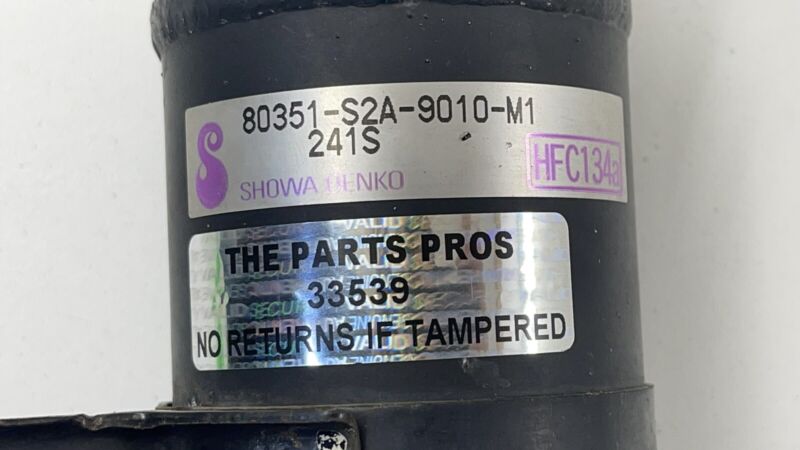 80351-S2A-9010-M1
241S
HFC134a
SHOWA DENKO
THE PARTS PROS
33539
NO RETURNS IF TAMPERED